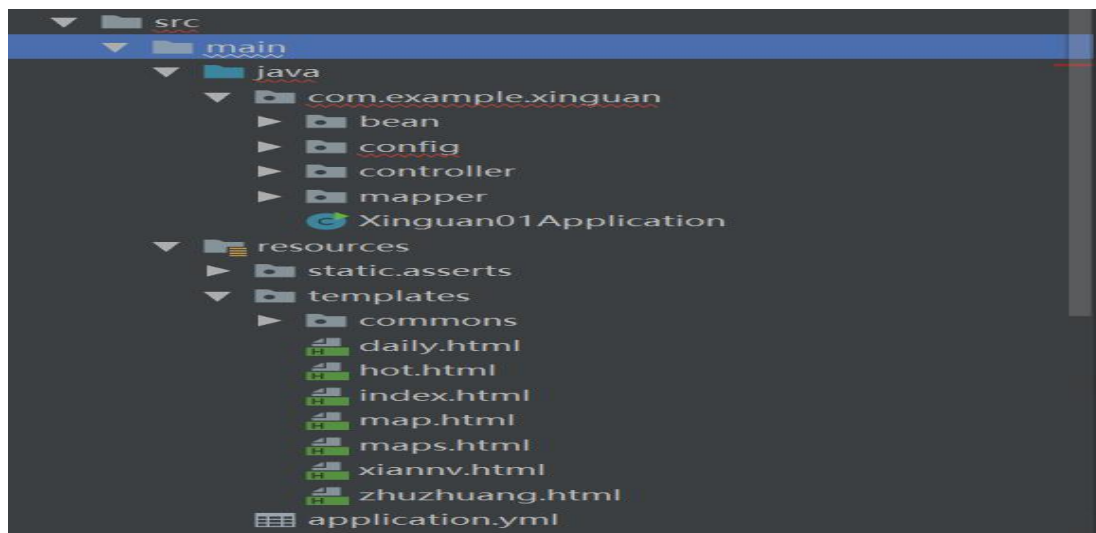 src
main
java
com.example.xinguan
bean
config
controller
mapper
Xinguan01Application
resources
static.asserts
templates
commons
daily.html
hot.html
index.html
map.html
maps.html
xiannv.html
zhuzhuang.html
application.yml